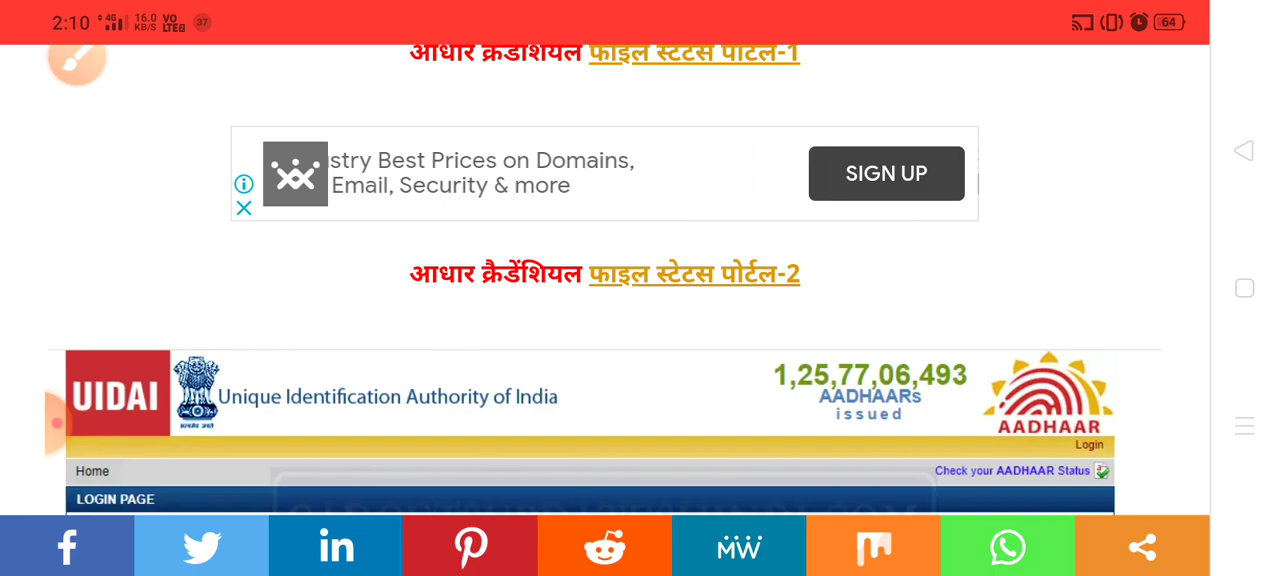 2:10 4G 16.0 KB/S VO LTE2 37 64
आधार क्रेडेंशियल फाइल स्टेटस पोर्टल-1
stry Best Prices on Domains,
Email, Security & more
SIGN UP
आधार क्रैडेंशियल फाइल स्टेटस पोर्टल-2
UIDAI
Unique Identification Authority of India
1,25,77,06,493
AADHAARs
issued
AADHAAR
Login
Home
Check your AADHAAR Status
LOGIN PAGE